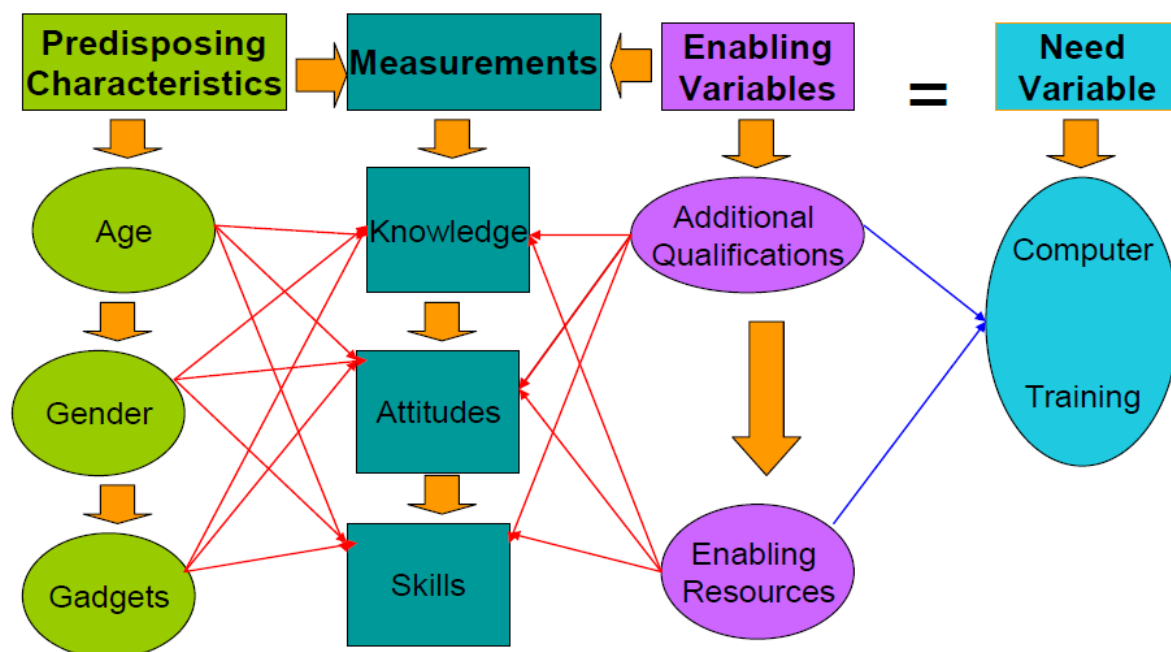 Predisposing
Characteristics
Measurements
Enabling
Variables
=
Need
Variable
Age
Knowledge
Additional
Qualifications
Computer
Training
Gender
Attitudes
Gadgets
Skills
Enabling
Resources